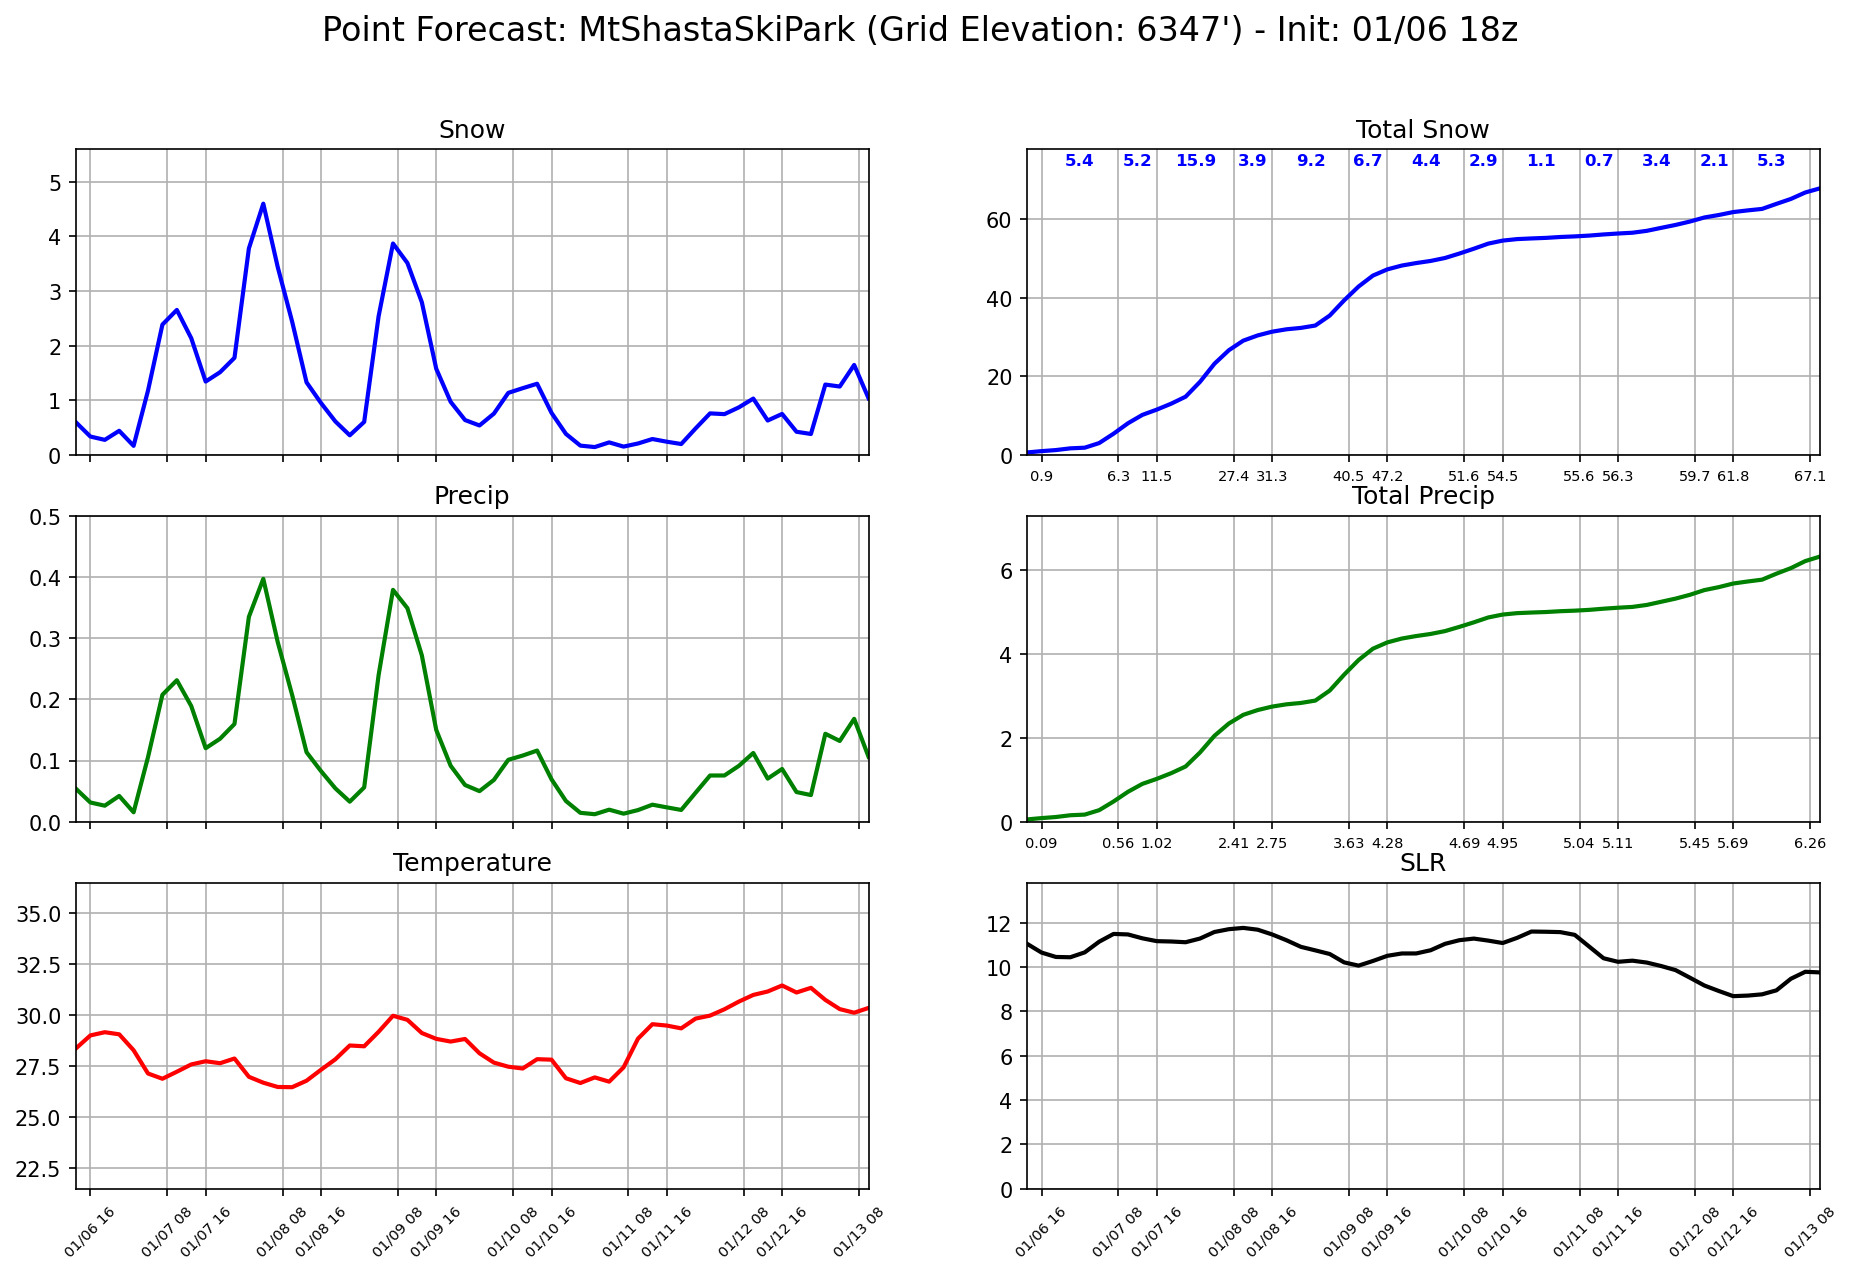 Point Forecast: MtShastaSkiPark (Grid Elevation: 6347') - Init: 01/06 18z
Snow
5
4
3
2
1
0
Total Snow
5.4 5.2 15.9 3.9 9.2 6.7 4.4 2.9 1.1 0.7 3.4 2.1 5.3
60
40
20
0
0.9 6.3 11.5 27.4 31.3 40.5 47.2 51.6 54.5 55.6 56.3 59.7 61.8 67.1
Precip
0.5
0.4
0.3
0.2
0.1
0.0
Total Precip
6
4
2
0
0.09 0.56 1.02 2.41 2.75 3.63 4.28 4.69 4.95 5.04 5.11 5.45 5.69 6.26
Temperature
35.0
32.5
30.0
27.5
25.0
22.5
01/06 16 01/07 08 01/07 16 01/08 08 01/08 16 01/09 08 01/09 16 01/10 08 01/10 16 01/11 08 01/11 16 01/12 08 01/12 16 01/13 08
SLR
12
10
8
6
4
2
0
01/06 16 01/07 08 01/07 16 01/08 08 01/08 16 01/09 08 01/09 16 01/10 08 01/10 16 01/11 08 01/11 16 01/12 08 01/12 16 01/13 08